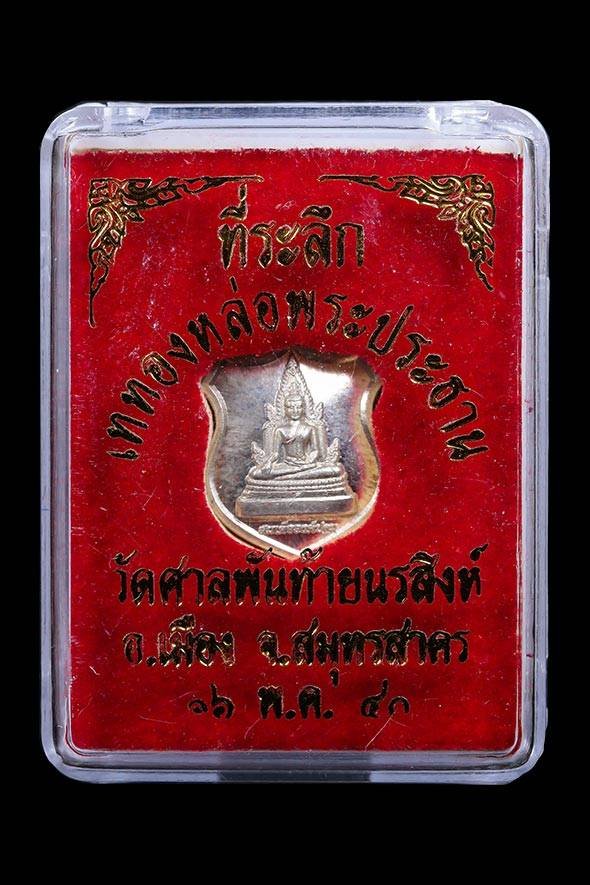 ที่ระลึก
เททองหล่อพระประธาน
วัดศาลพันท้ายนรสิงห์
อ.เมือง จ.สมุทรสาคร
๑๖ พ.ค. ๔๐